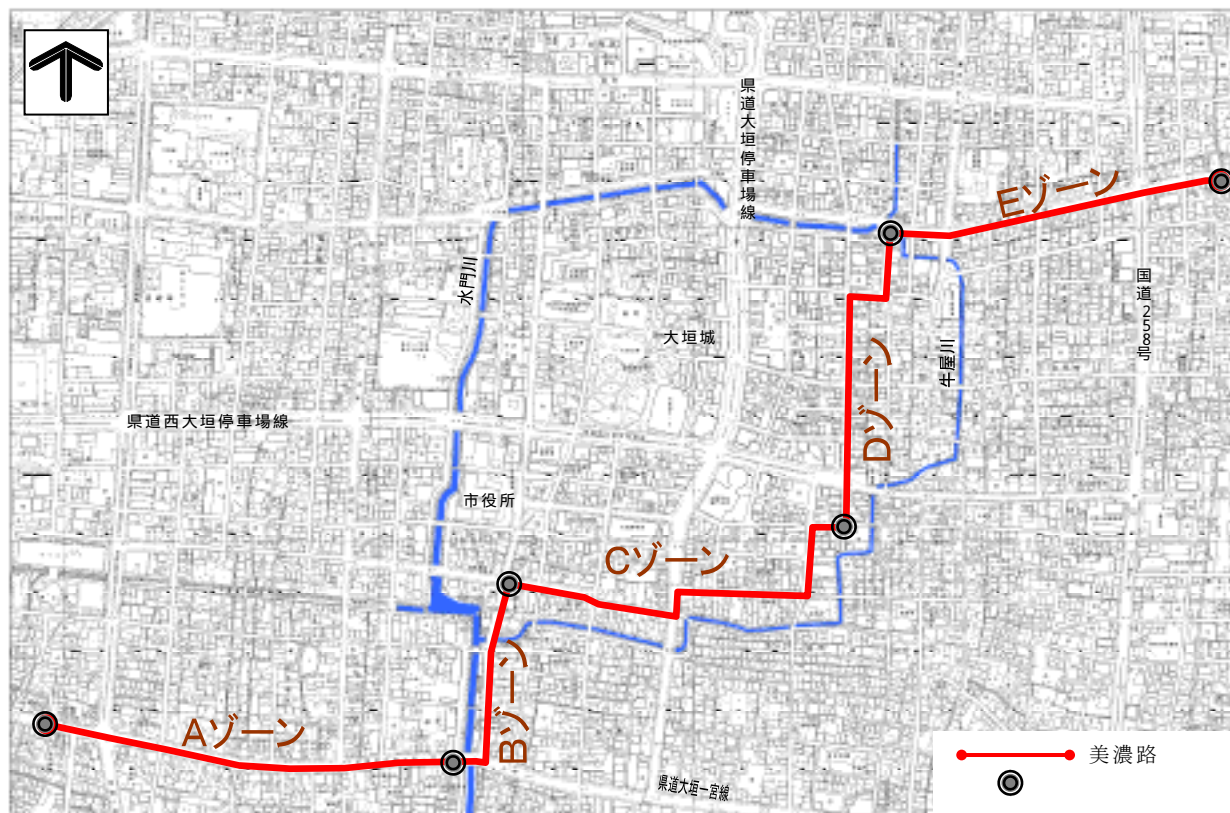 県道大垣停車場線
Eゾーン
水門川
国道258号
大垣城
牛屋川
Dゾーン
県道西大垣停車場線
市役所
Cゾーン
Bゾーン
Aゾーン
美濃路
県道大垣一宮線